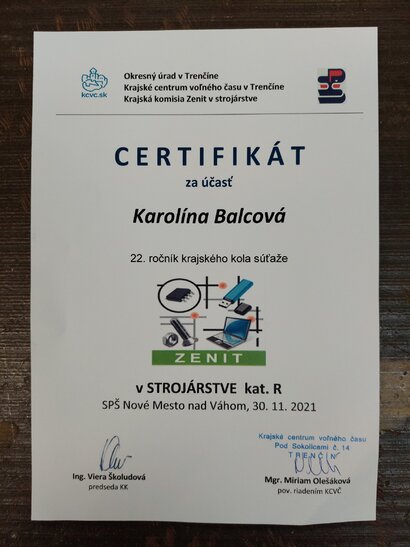 kcvc.sk
Okresný úrad v Trenčíne
Krajské centrum voľného času v Trenčíne
Krajská komisia Zenit v strojárstve
CERTIFIKÁT
za účasť
Karolína Balcová
22. ročník krajského kola súťaže
ZENIT
v STROJÁRSTVE kat. R
SPŠ Nové Mesto nad Váhom, 30. 11. 2021
Krajské centrum voľného času
Pod Sokolicami č. 14
TRENČÍN
Ing. Viera Školudová
predseda KK
Mgr. Miriam Olešáková
pov. riadením KCVČ